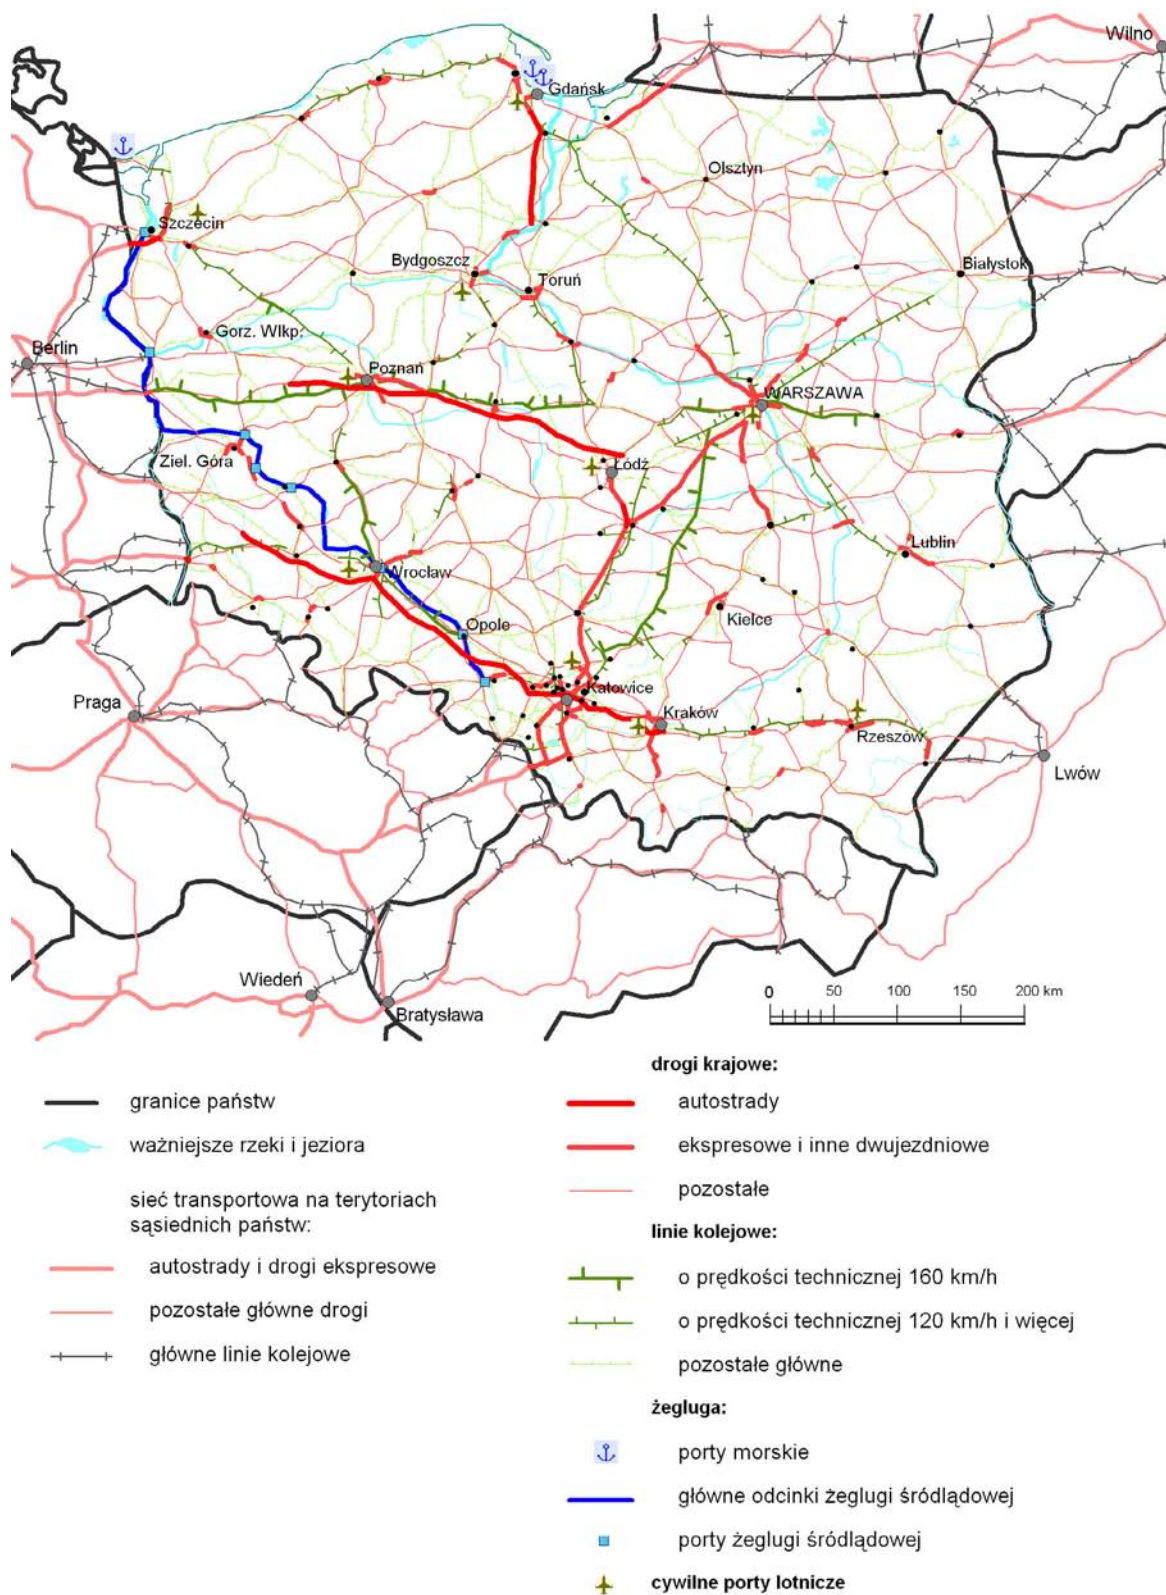 Wilno
Gdańsk
Olsztyn
Szczecin
Bydgoszcz
Toruń
Białystok
Gorz. Wlkp.
Berlin
Poznań
WARSZAWA
Ziel. Góra
Łódź
Lublin
Wrocław
Opole
Kielce
Praga
Katowice
Kraków
Rzeszów
Lwów
Wiedeń
Bratysława
0 50 100 150 200 km
granice państw
ważniejsze rzeki i jeziora
sieć transportowa na terytoriach
sąsiednich państw:
autostrady i drogi ekspresowe
pozostałe główne drogi
główne linie kolejowe
drogi krajowe:
autostrady
ekspresowe i inne dwujezdniowe
pozostałe
linie kolejowe:
o prędkości technicznej 160 km/h
o prędkości technicznej 120 km/h i więcej
pozostałe główne
żegluga:
porty morskie
główne odcinki żeglugi śródlądowej
porty żeglugi śródlądowej
cywilne porty lotnicze